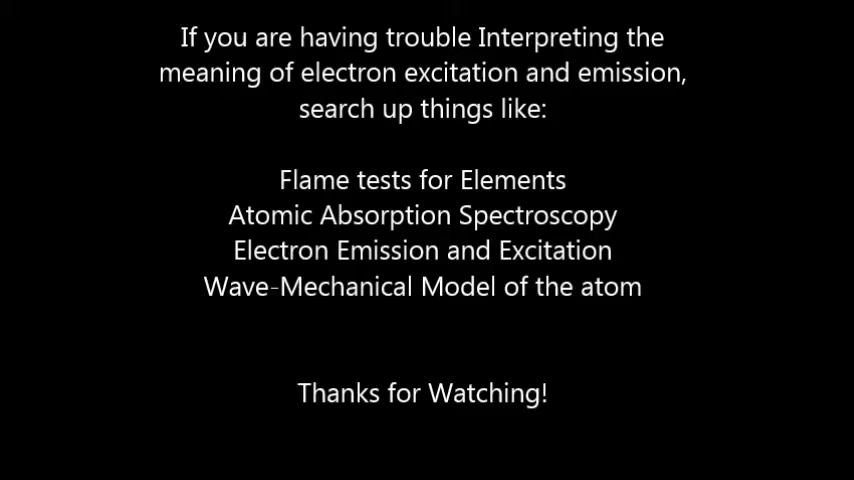 If you are having trouble Interpreting the
meaning of electron excitation and emission,
search up things like:
Flame tests for Elements
Atomic Absorption Spectroscopy
Electron Emission and Excitation
Wave-Mechanical Model of the atom
Thanks for Watching!